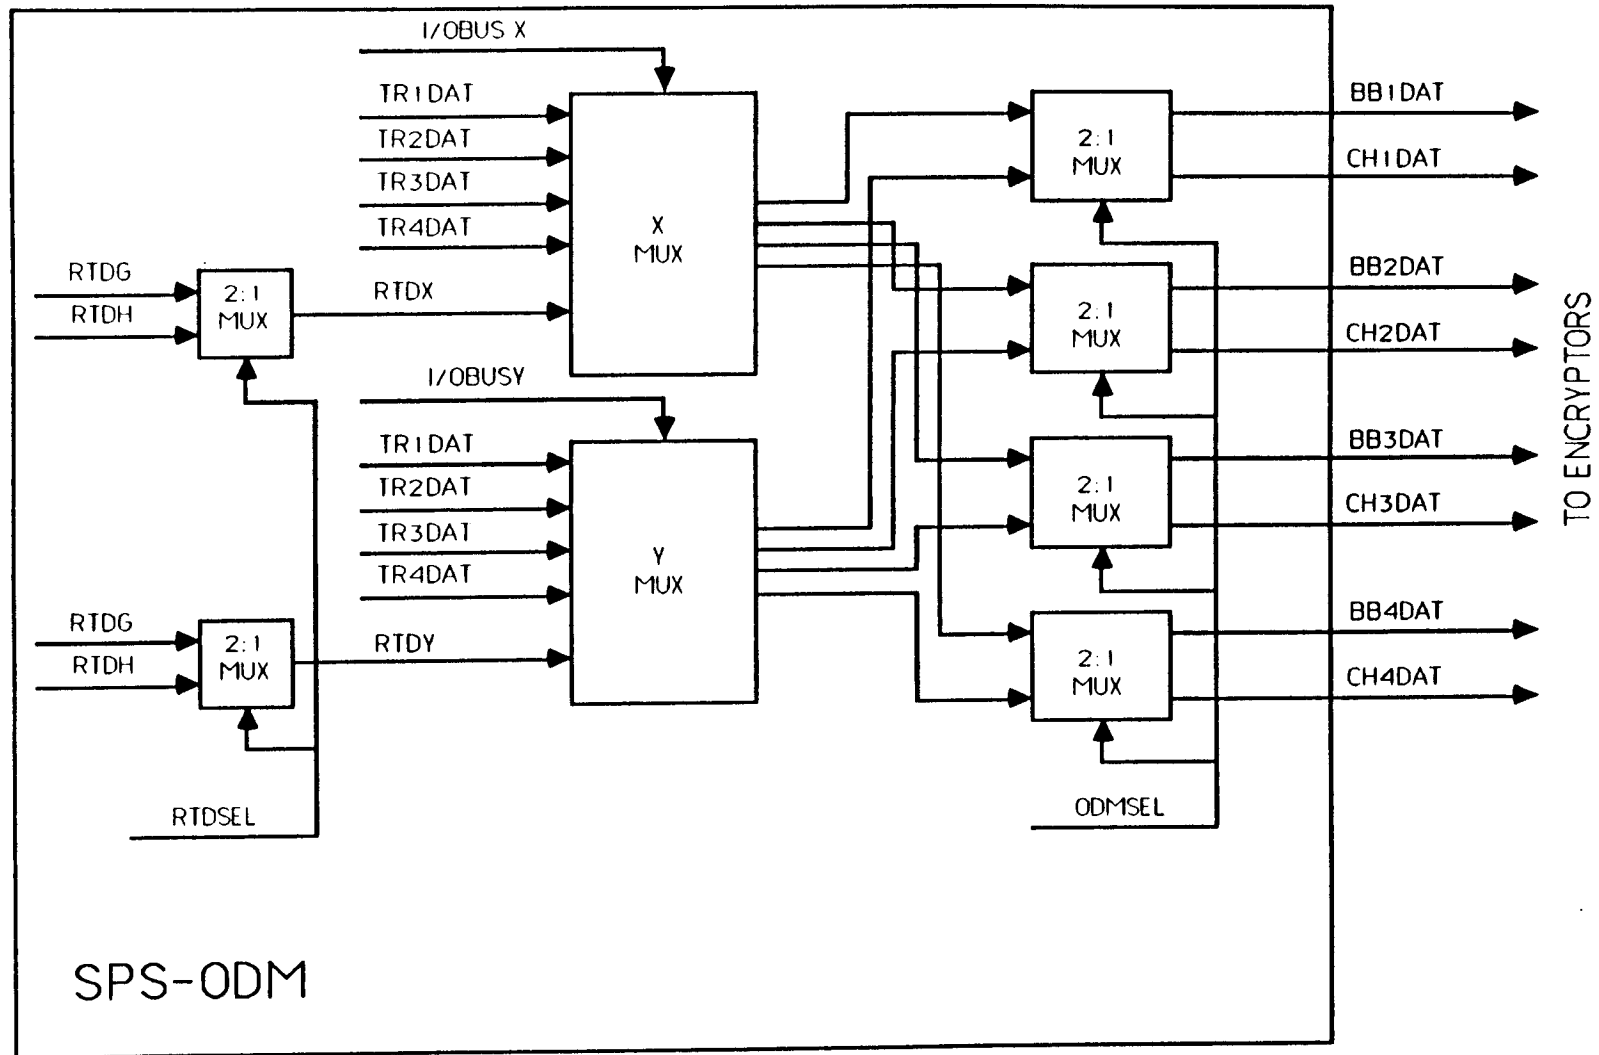 I/OBUS X
TR1DAT
TR2DAT
TR3DAT
TR4DAT
RTDG
RTDH
2:1
MUX
RTDX
X
MUX
I/OBUSY
TR1DAT
TR2DAT
TR3DAT
TR4DAT
RTDG
RTDH
2:1
MUX
RTDY
Y
MUX
RTDSEL
2:1
MUX
BB1DAT
CH1DAT
2:1
MUX
BB2DAT
CH2DAT
2:1
MUX
BB3DAT
CH3DAT
2:1
MUX
BB4DAT
CH4DAT
ODMSEL
TO ENCRYPTORS
SPS-ODM